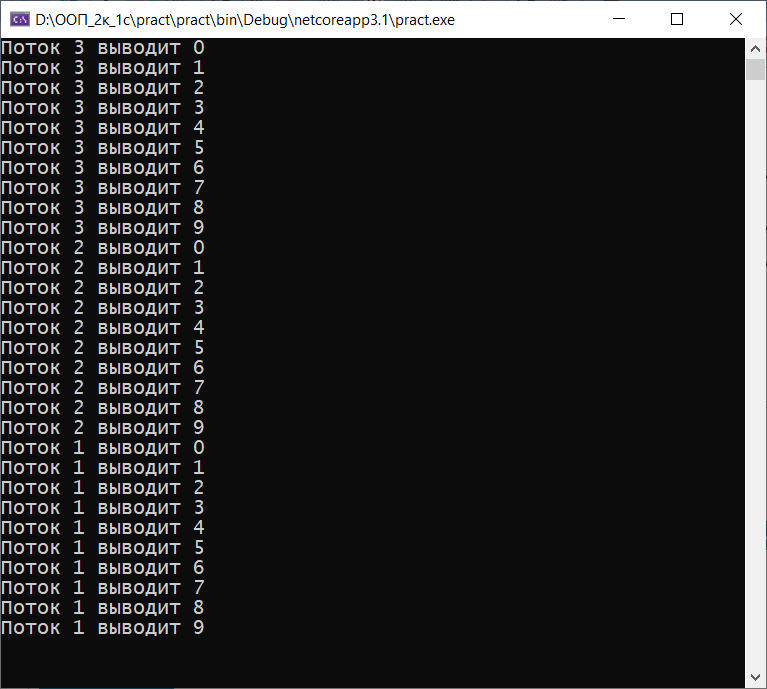 D:\ООП_2к_1с\pract\pract\bin\Debug\netcoreapp3.1\pract.exe
Поток 3 выводит 0
Поток 3 выводит 1
Поток 3 выводит 2
Поток 3 выводит 3
Поток 3 выводит 4
Поток 3 выводит 5
Поток 3 выводит 6
Поток 3 выводит 7
Поток 3 выводит 8
Поток 3 выводит 9
Поток 2 выводит 0
Поток 2 выводит 1
Поток 2 выводит 2
Поток 2 выводит 3
Поток 2 выводит 4
Поток 2 выводит 5
Поток 2 выводит 6
Поток 2 выводит 7
Поток 2 выводит 8
Поток 2 выводит 9
Поток 1 выводит 0
Поток 1 выводит 1
Поток 1 выводит 2
Поток 1 выводит 3
Поток 1 выводит 4
Поток 1 выводит 5
Поток 1 выводит 6
Поток 1 выводит 7
Поток 1 выводит 8
Поток 1 выводит 9